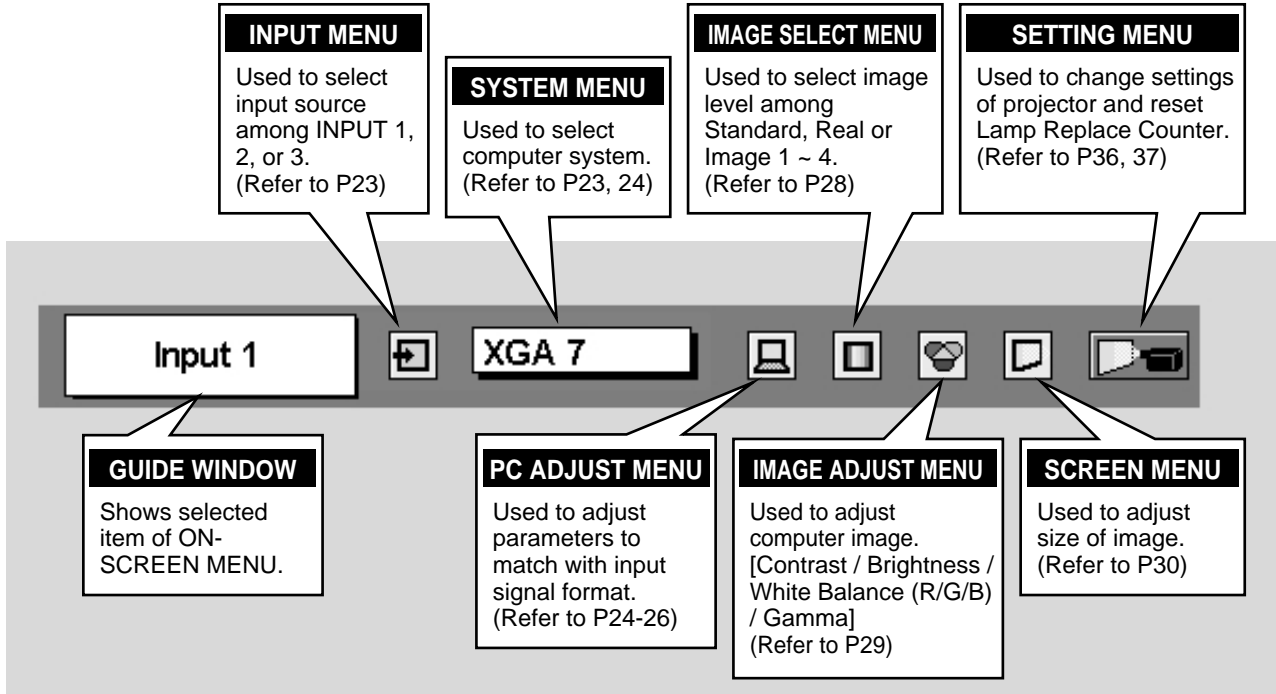 INPUT MENU
Used to select
input source
among INPUT 1,
2, or 3.
(Refer to P23)
SYSTEM MENU
Used to select
computer system.
(Refer to P23, 24)
IMAGE SELECT MENU
Used to select image
level among
Standard, Real or
Image 1 ~ 4.
(Refer to P28)
SETTING MENU
Used to change settings
of projector and reset
Lamp Replace Counter.
(Refer to P36, 37)
Input 1
XGA 7
GUIDE WINDOW
Shows selected
item of ON-
SCREEN MENU.
PC ADJUST MENU
Used to adjust
parameters to
match with input
signal format.
(Refer to P24-26)
IMAGE ADJUST MENU
Used to adjust
computer image.
[Contrast / Brightness /
White Balance (R/G/B)
/ Gamma]
(Refer to P29)
SCREEN MENU
Used to adjust
size of image.
(Refer to P30)